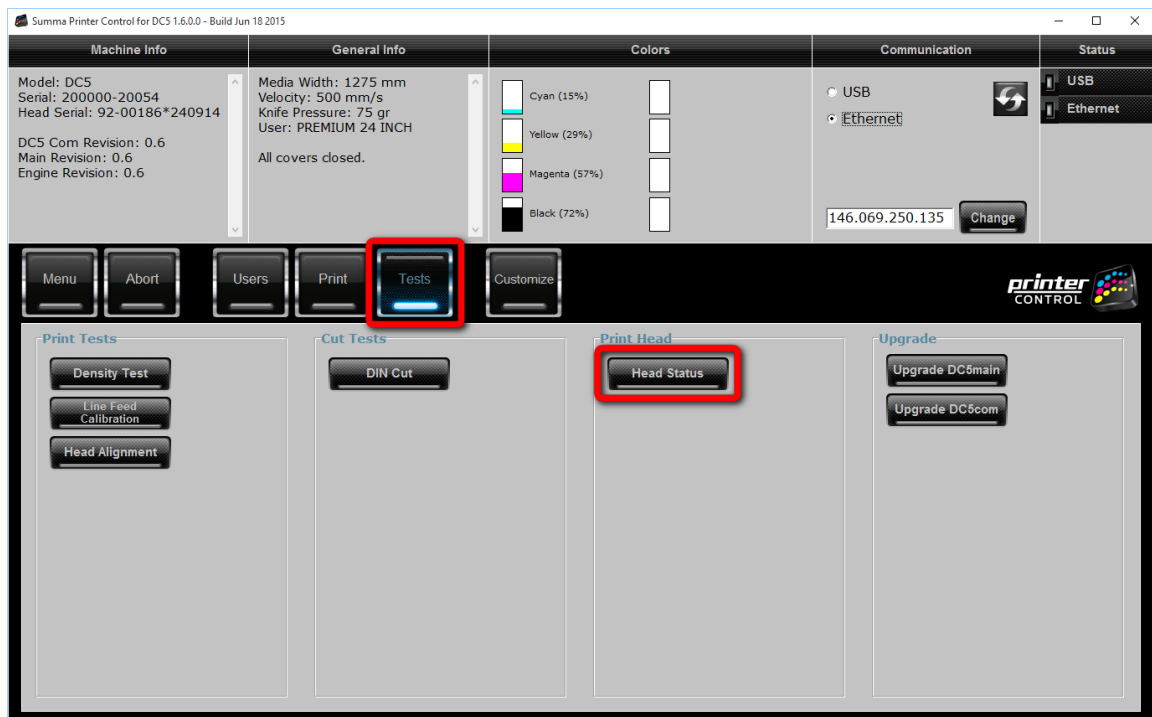 Summa Printer Control for DC5 1.6.0.0 - Build Jun 18 2015
Machine Info
General Info
Colors
Communication
Status
Model: DC5
Serial: 200000-20054
Head Serial: 92-00186*240914
DC5 Com Revision: 0.6
Main Revision: 0.6
Engine Revision: 0.6
Media Width: 1275 mm
Velocity: 500 mm/s
Knife Pressure: 75 gr
User: PREMIUM 24 INCH
All covers closed.
Cyan (15%)
Yellow (29%)
Magenta (57%)
Black (72%)
USB
Ethernet
146.069.250.135
Change
USB
Ethernet
Menu
Abort
Users
Print
Tests
Customize
printer
CONTROL
Print Tests
Density Test
Line Feed
Calibration
Head Alignment
Cut Tests
DIN Cut
Print Head
Head Status
Upgrade
Upgrade DC5main
Upgrade DC5com